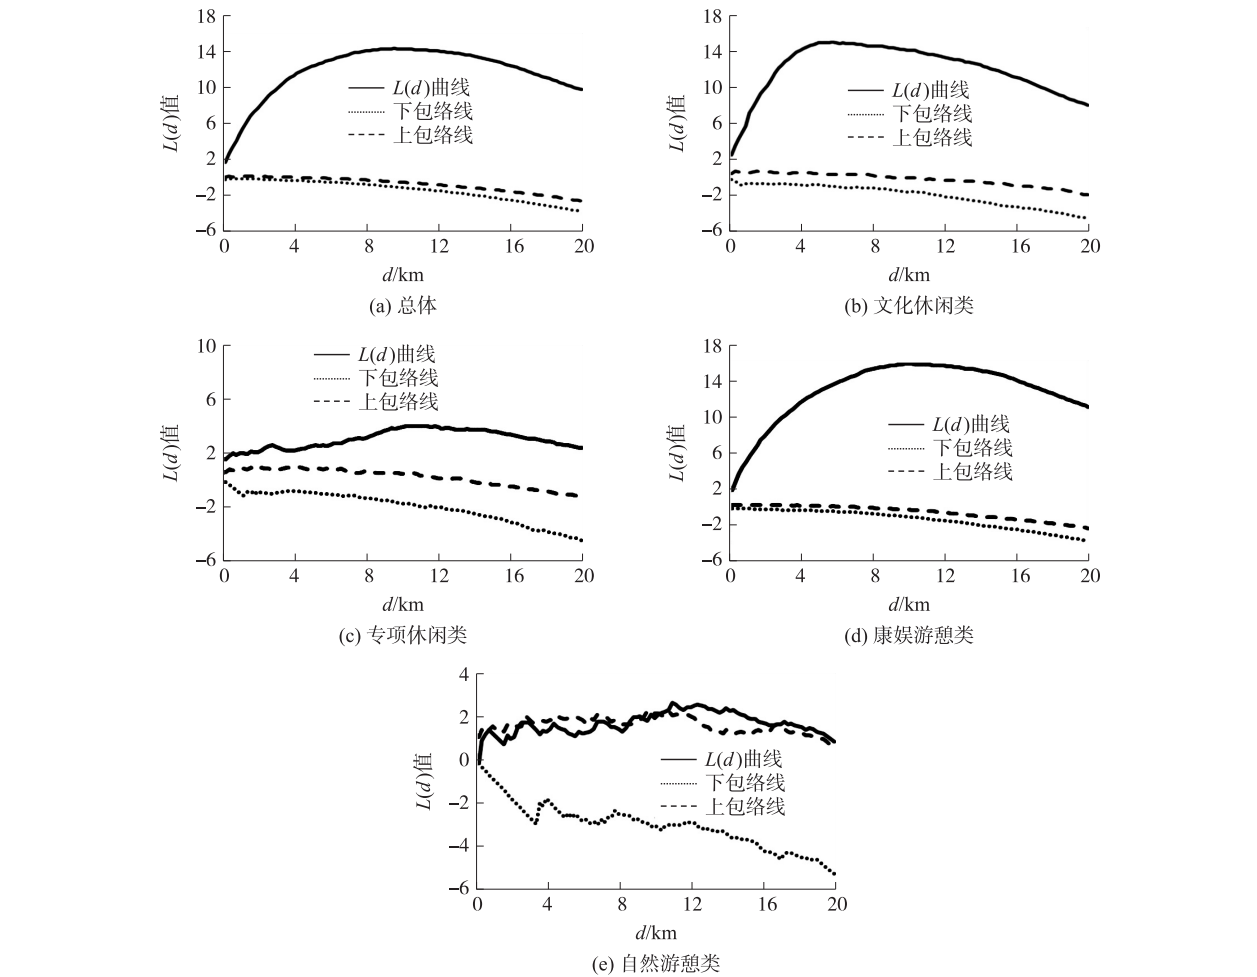 18
14
10
6
2
−2
−6
L(d)值
L(d)曲线
下包络线
上包络线
0 4 8 12 16 20
d/km
(a) 总体
18
14
10
6
2
−2
−6
L(d)值
L(d)曲线
下包络线
上包络线
0 4 8 12 16 20
d/km
(b) 文化休闲类
10
6
2
−2
−6
L(d)值
L(d)曲线
下包络线
上包络线
0 4 8 12 16 20
d/km
(c) 专项休闲类
18
14
10
6
2
−2
−6
L(d)值
L(d)曲线
下包络线
上包络线
0 4 8 12 16 20
d/km
(d) 康娱游憩类
4
2
0
−2
−4
−6
L(d)值
L(d)曲线
下包络线
上包络线
0 4 8 12 16 20
d/km
(e) 自然游憩类